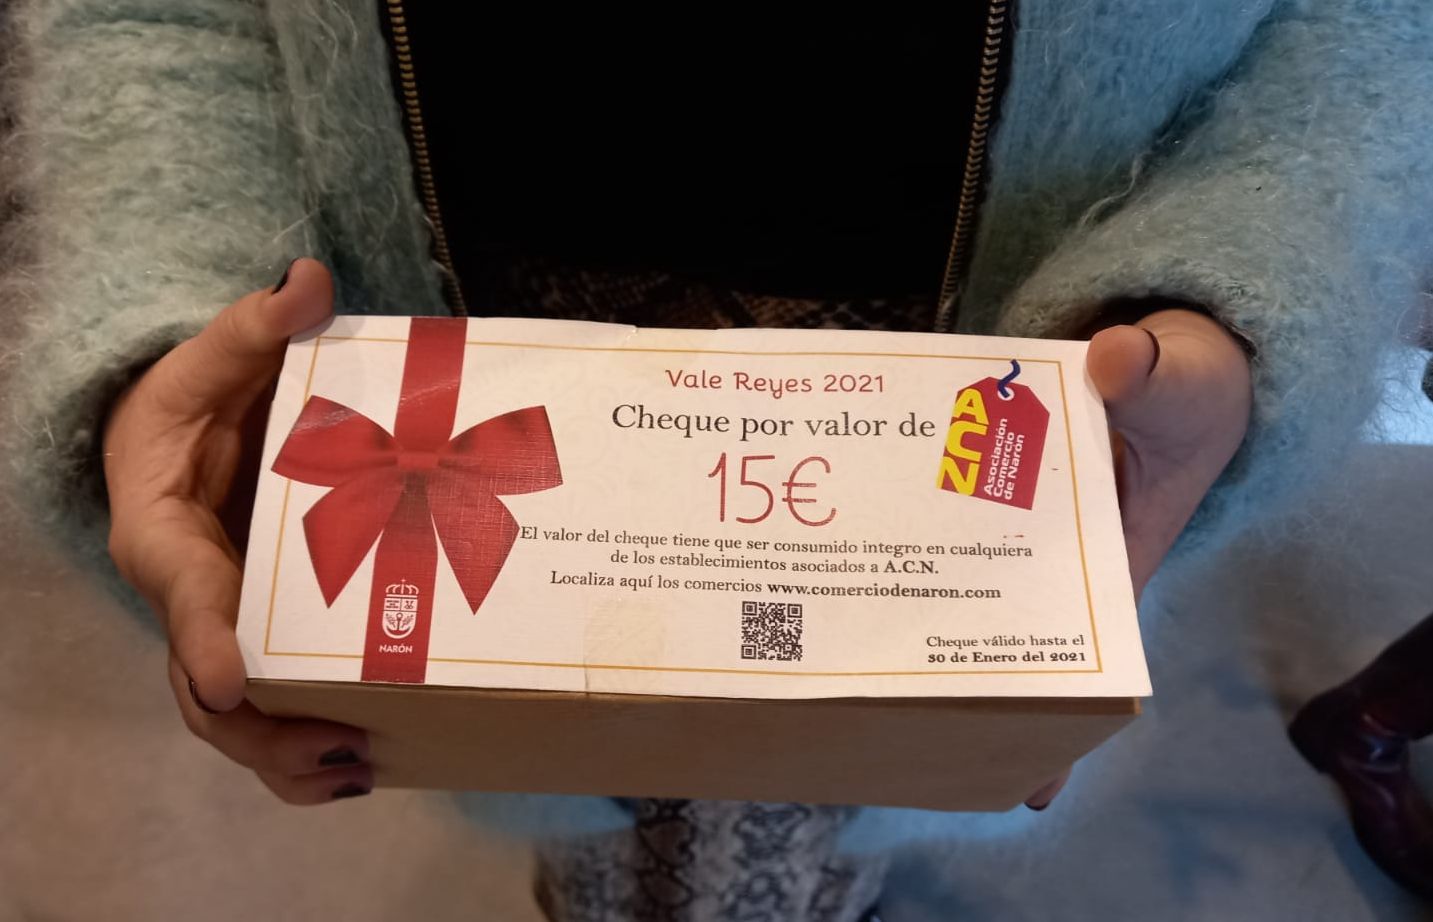 Vale Reyes 2021
Cheque por valor de
15€
El valor del cheque tiene que ser consumido integro en cualquiera
de los establecimientos asociados a A.C.N.
Localiza aquí los comercios www.comerciodenaron.com
Cheque válido hasta el
30 de Enero del 2021
ACN
Asociación
Comercio
de Narón
NARÓN